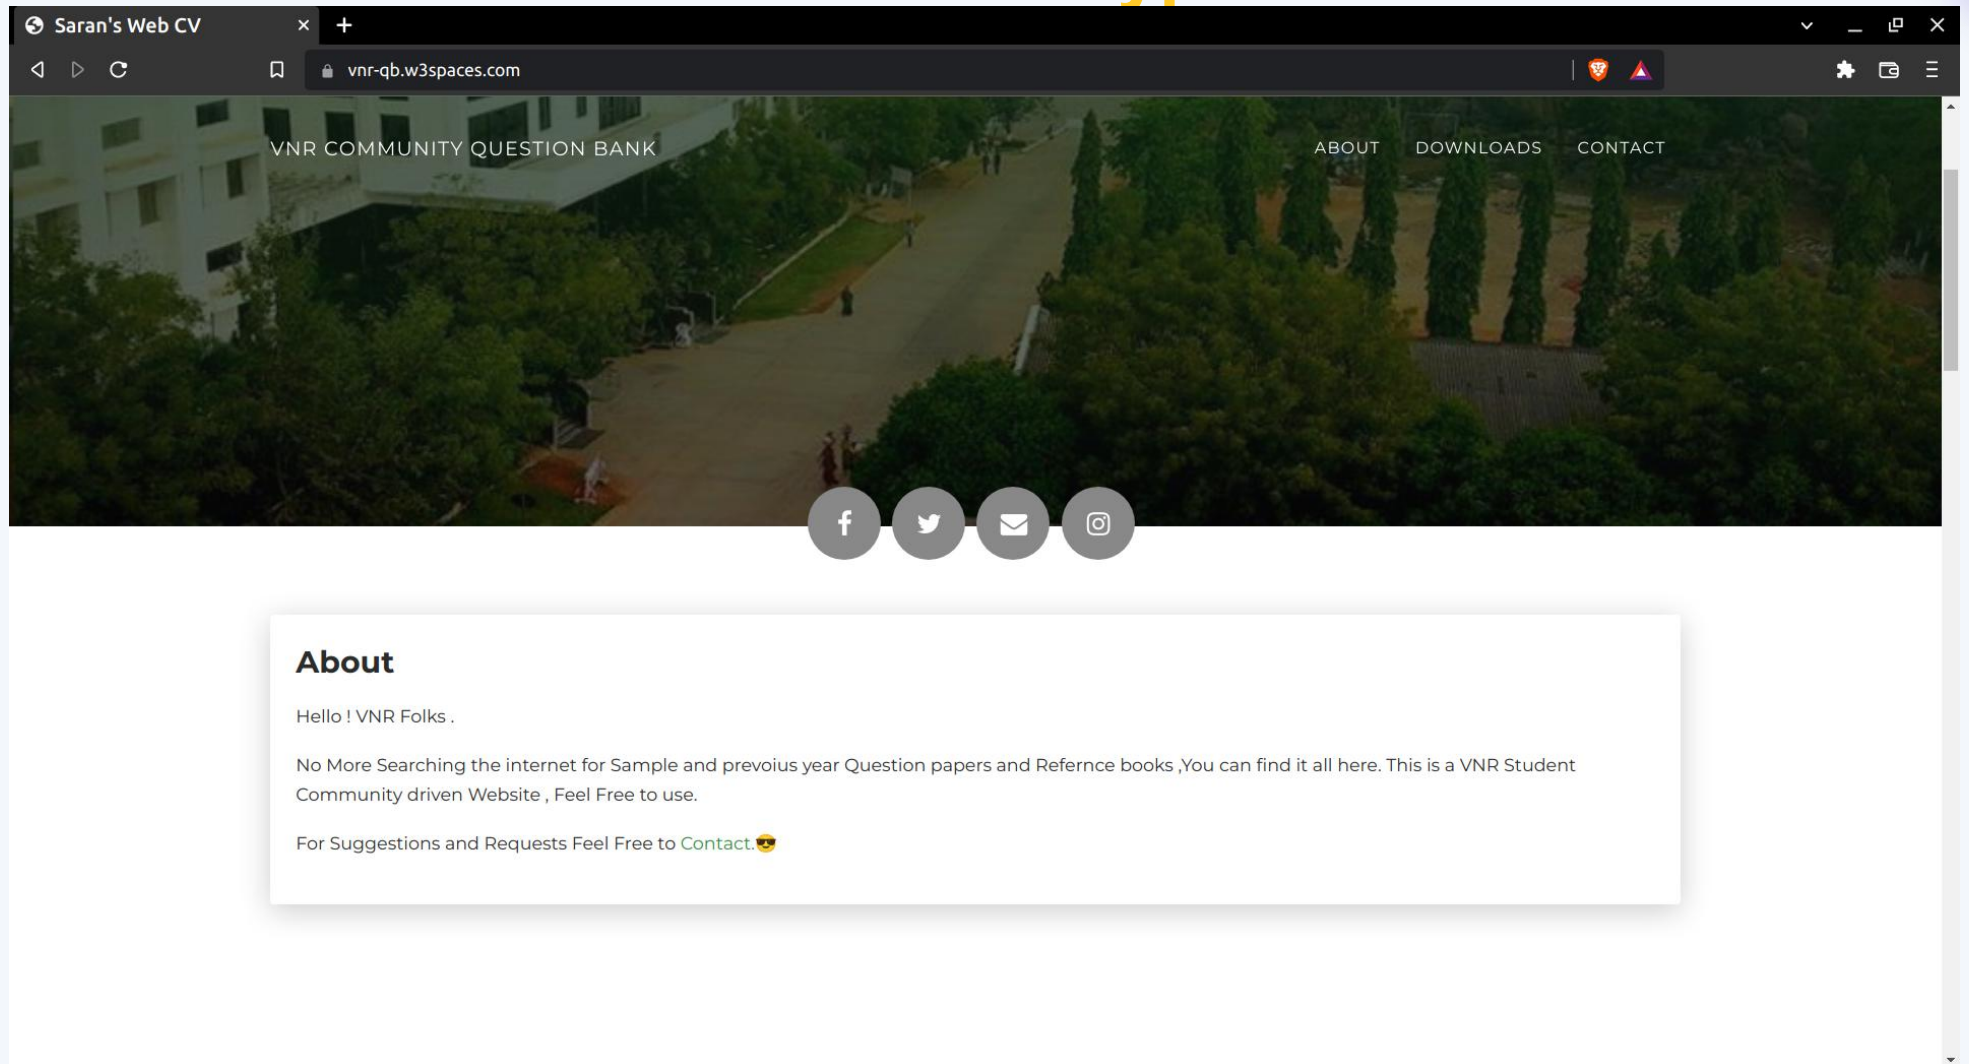 Saran's Web CV
vnr-qb.w3spaces.com
VNR COMMUNITY QUESTION BANK
ABOUT DOWNLOADS CONTACT
About
Hello ! VNR Folks .
No More Searching the internet for Sample and prevoius year Question papers and Refernce books ,You can find it all here. This is a VNR Student
Community driven Website , Feel Free to use.
For Suggestions and Requests Feel Free to Contact.😎